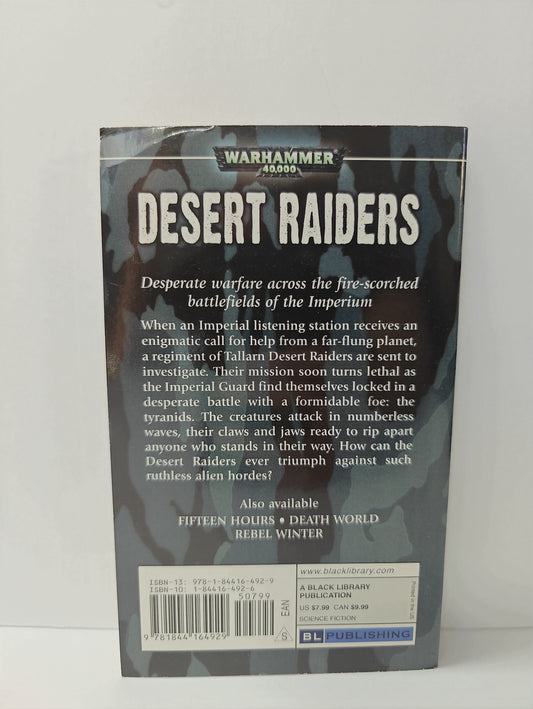 WARHAMMER
40,000
DESERT RAIDERS
Desperate warfare across the fire-scorched
battlefields of the Imperium
When an Imperial listening station receives an
enigmatic call for help from a far-flung planet,
a regiment of Tallarn Desert Raiders are sent to
investigate. Their mission soon turns lethal as
the Imperial Guard find themselves locked in a
desperate battle with a formidable foe: the
tyranids. The creatures attack in numberless
waves, their claws and jaws ready to rip apart
anyone who stands in their way. How can the
Desert Raiders ever triumph against such
ruthless alien hordes?
Also available
FIFTEEN HOURS • DEATH WORLD
REBEL WINTER
ISBN-13: 978-1-84416-492-9
ISBN-10: 1-84416-492-6
50799
9 781844 164929
EAN
S
www.blacklibrary.com
A BLACK LIBRARY
PUBLICATION
US $7.99 CAN $9.99
SCIENCE FICTION
BL PUBLISHING
Printed in the US